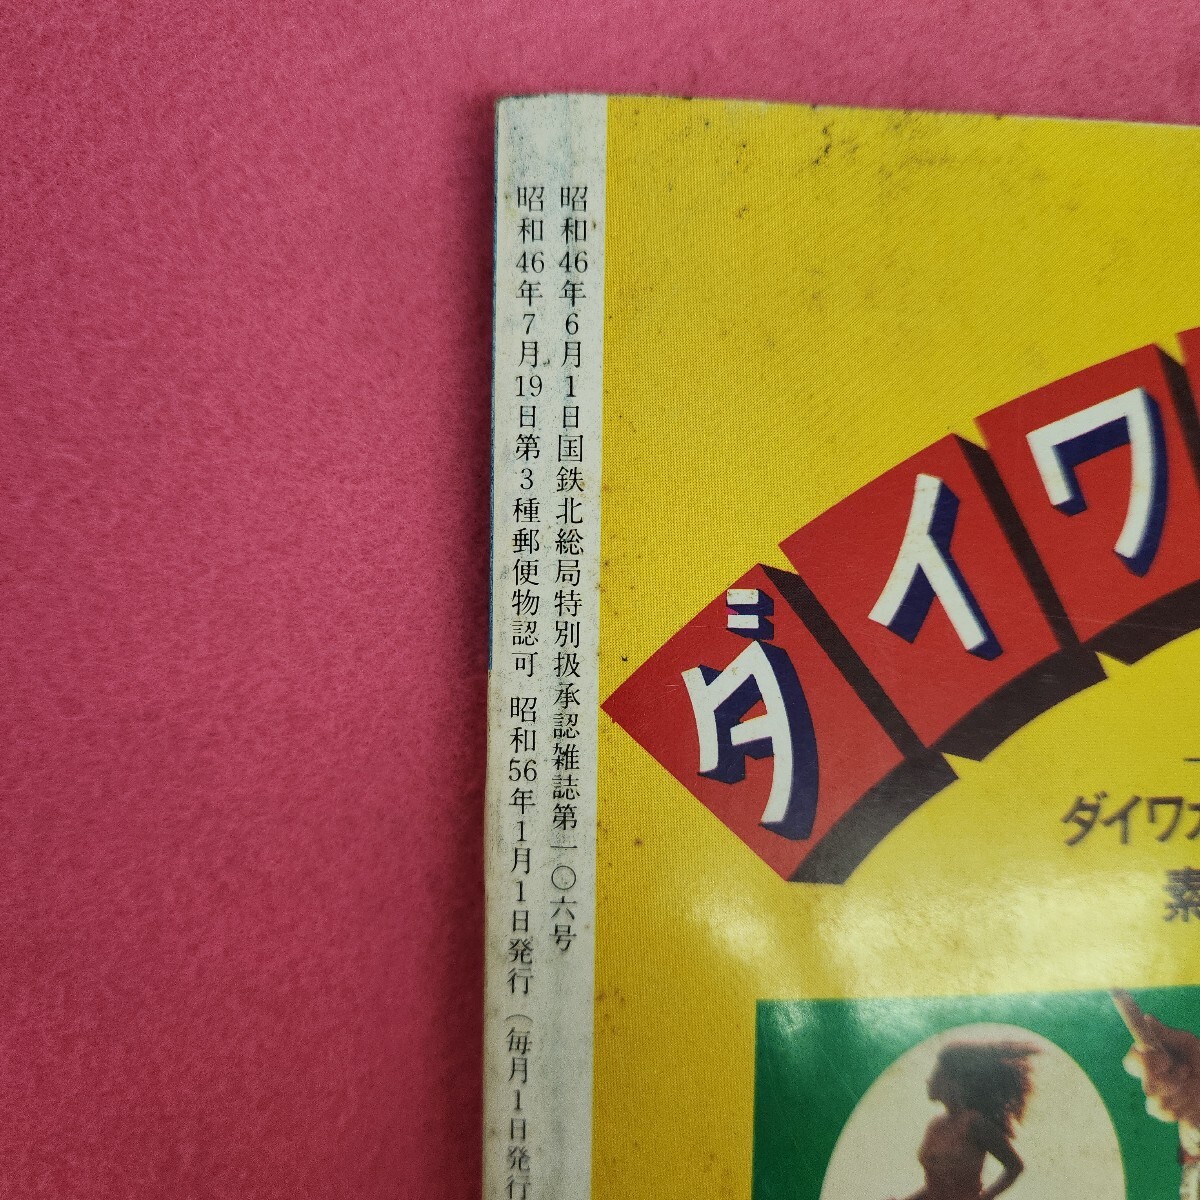 昭和46年6月1日国鉄北総局特別扱承認雑誌第一〇六号
昭和46年7月19日第3種郵便物認可 昭和56年1月1日発行（毎月1日発行
ダイワ
ダイワ
素